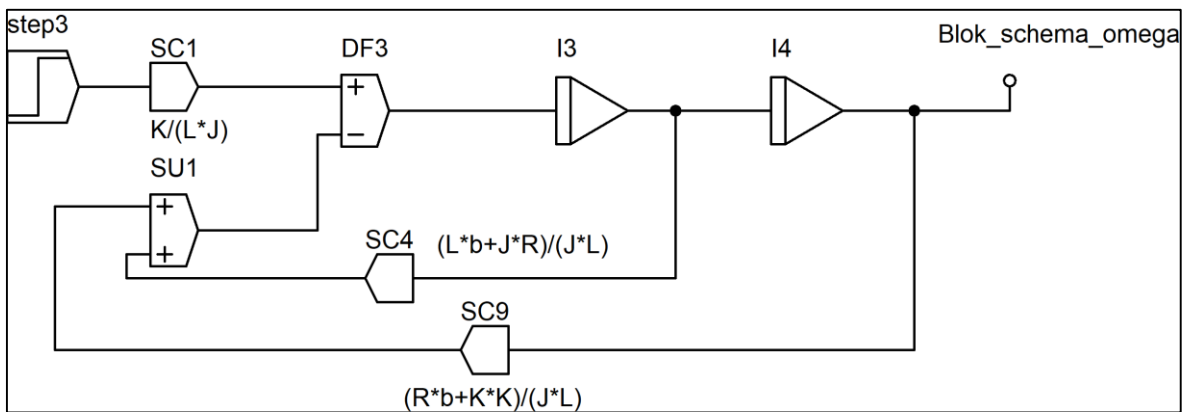 step3
SC1
DF3
I3
I4
Blok_schema_omega
+
K/(L*J)
−
SU1
+
+
SC4
(L*b+J*R)/(J*L)
SC9
(R*b+K*K)/(J*L)